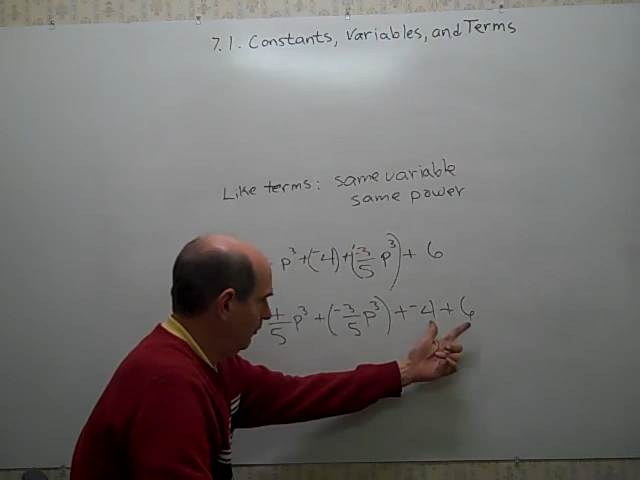 7.1. Constants, Variables, and Terms
Like terms: same variable
same power
p³ + (-4) + (-3/5 p³) + 6
/5 p³ + (-3/5 p³) + -4 + 6